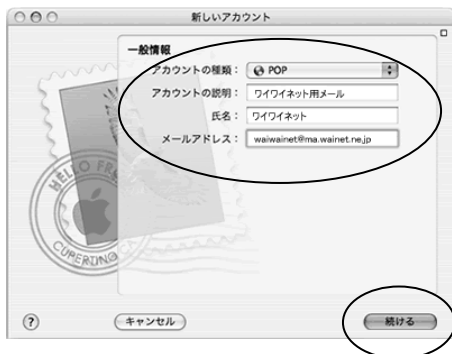 新しいアカウント
一般情報
アカウントの種類： POP
アカウントの説明： ワイワイネット用メール
氏名： ワイワイネット
メールアドレス： waiwainet@ma.wainet.ne.jp
HELLO FR
CUPERTINO
?
キャンセル
続ける